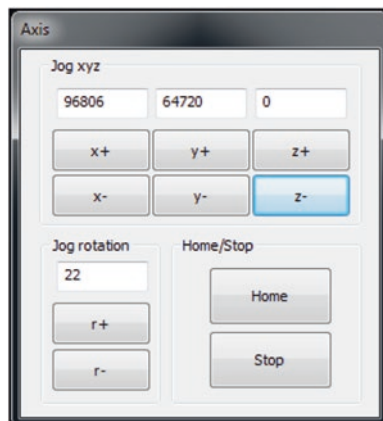 Axis
Jog xyz
96806 64720 0
x+ y+ z+
x- y- z-
Jog rotation
22
r+
r-
Home/Stop
Home
Stop